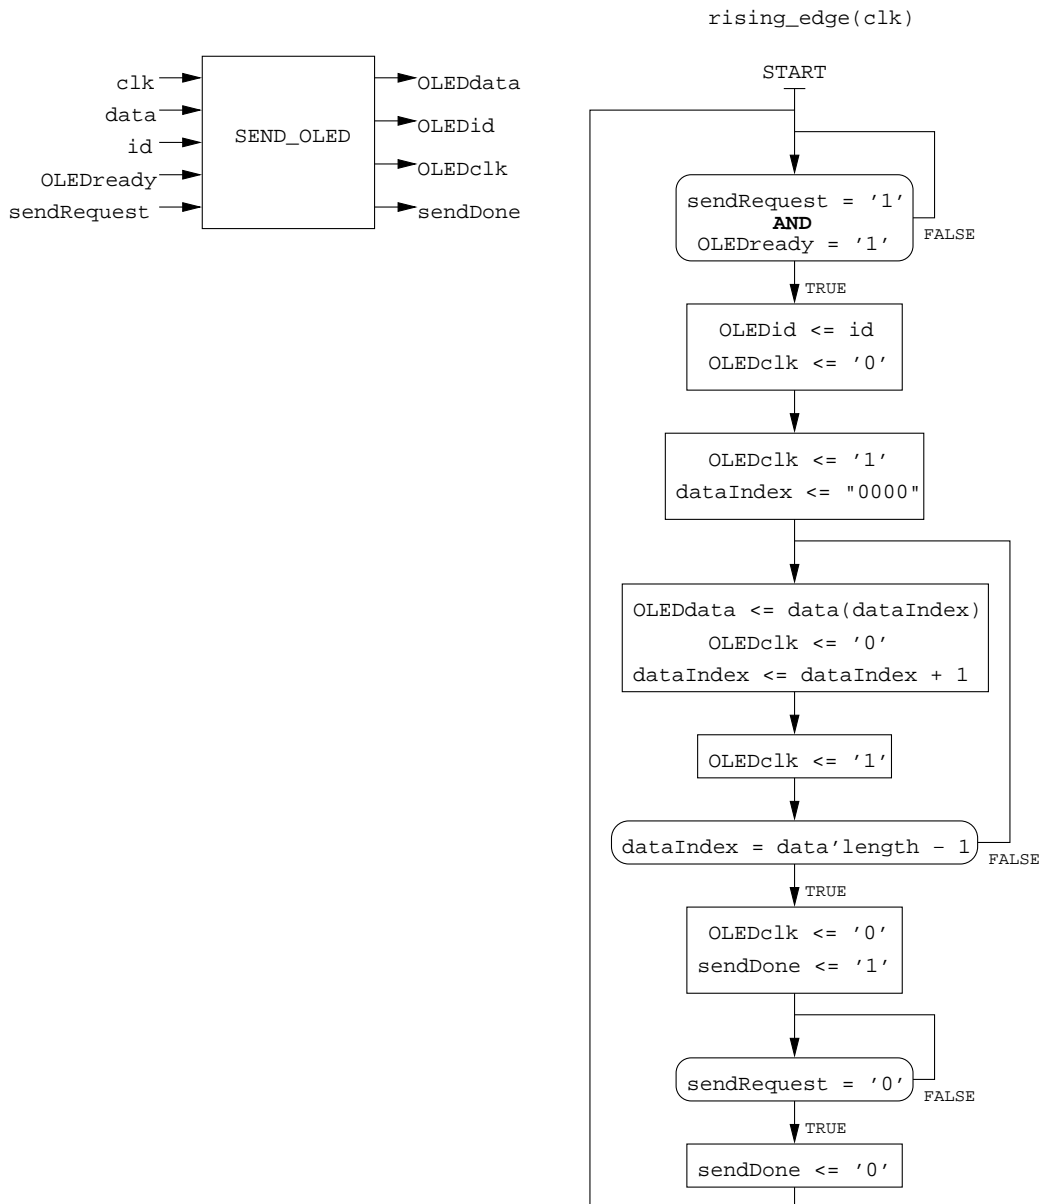 rising_edge(clk)
clk
data
id
OLEDready
sendRequest
SEND_OLED
OLEDdata
OLEDid
OLEDclk
sendDone
START
sendRequest = '1'
AND
OLEDready = '1'
FALSE
TRUE
OLEDid <= id
OLEDclk <= '0'
OLEDclk <= '1'
dataIndex <= "0000"
OLEDdata <= data(dataIndex)
OLEDclk <= '0'
dataIndex <= dataIndex + 1
OLEDclk <= '1'
dataIndex = data'length − 1
FALSE
TRUE
OLEDclk <= '0'
sendDone <= '1'
sendRequest = '0'
FALSE
TRUE
sendDone <= '0'